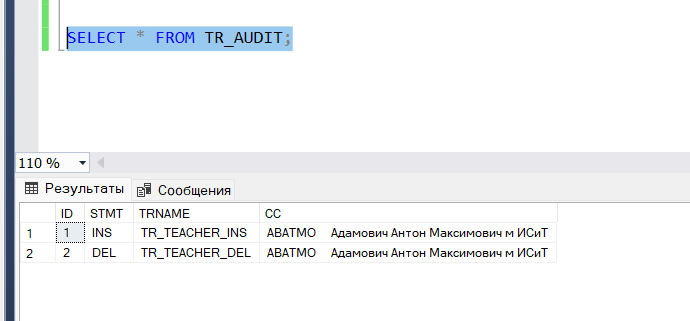 SELECT * FROM TR_AUDIT;
110 %
Результаты Сообщения
ID STMT TRNAME CC
1 1 INS TR_TEACHER_INS АВАТМО Адамович Антон Максимович м ИСиТ
2 2 DEL TR_TEACHER_DEL АВАТМО Адамович Антон Максимович м ИСиТ